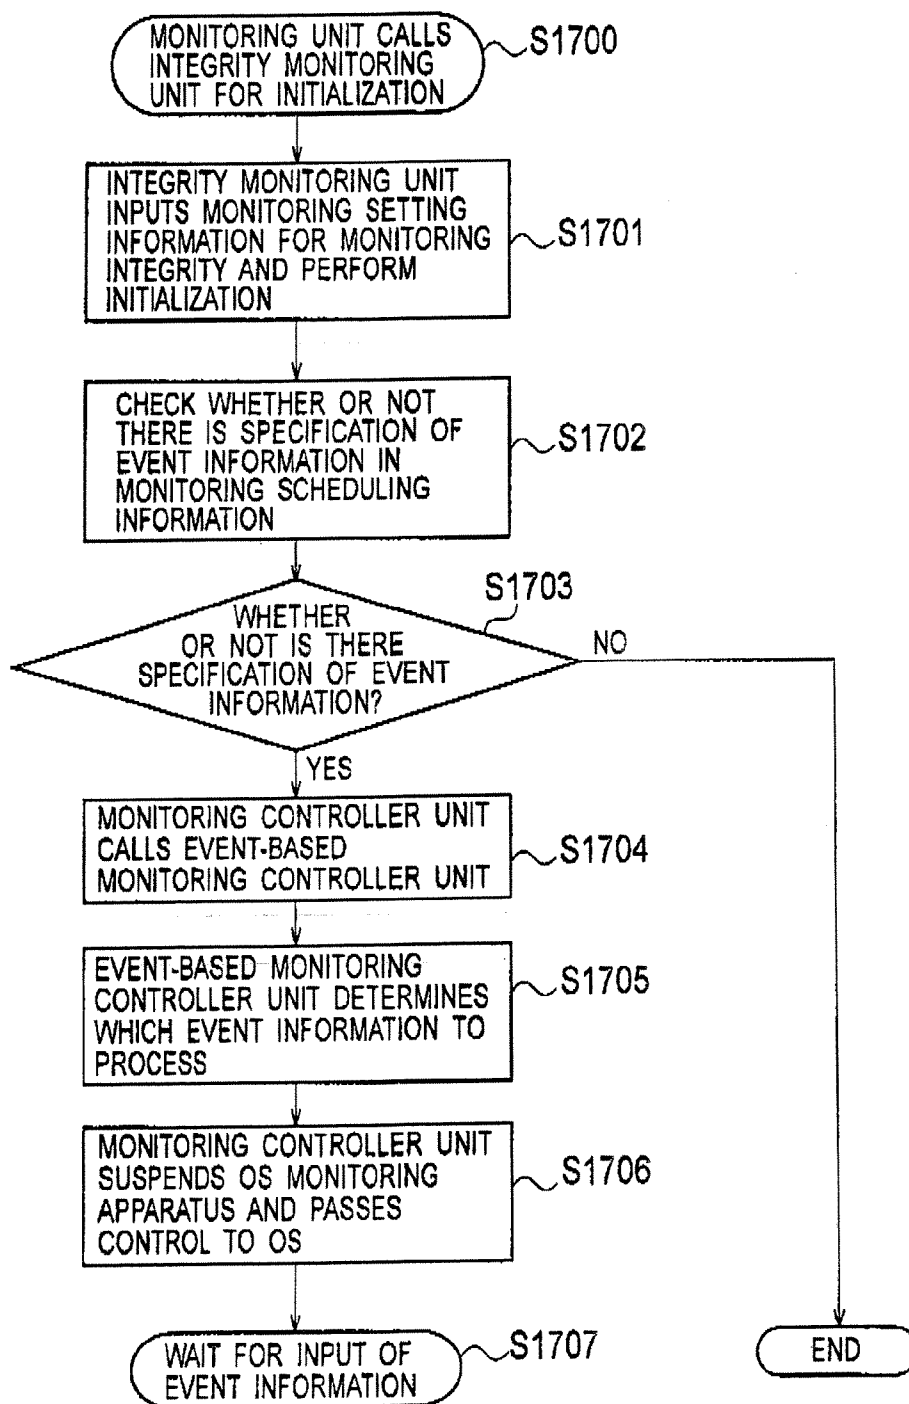 MONITORING UNIT CALLS
INTEGRITY MONITORING
UNIT FOR INITIALIZATION
S1700
INTEGRITY MONITORING UNIT
INPUTS MONITORING SETTING
INFORMATION FOR MONITORING
INTEGRITY AND PERFORM
INITIALIZATION
S1701
CHECK WHETHER OR NOT
THERE IS SPECIFICATION OF
EVENT INFORMATION IN
MONITORING SCHEDULING
INFORMATION
S1702
S1703
WHETHER
OR NOT IS THERE
SPECIFICATION OF EVENT
INFORMATION?
NO
YES
MONITORING CONTROLLER UNIT
CALLS EVENT-BASED
MONITORING CONTROLLER UNIT
S1704
EVENT-BASED MONITORING
CONTROLLER UNIT DETERMINES
WHICH EVENT INFORMATION TO
PROCESS
S1705
MONITORING CONTROLLER UNIT
SUSPENDS OS MONITORING
APPARATUS AND PASSES
CONTROL TO OS
S1706
WAIT FOR INPUT OF
EVENT INFORMATION
S1707
END